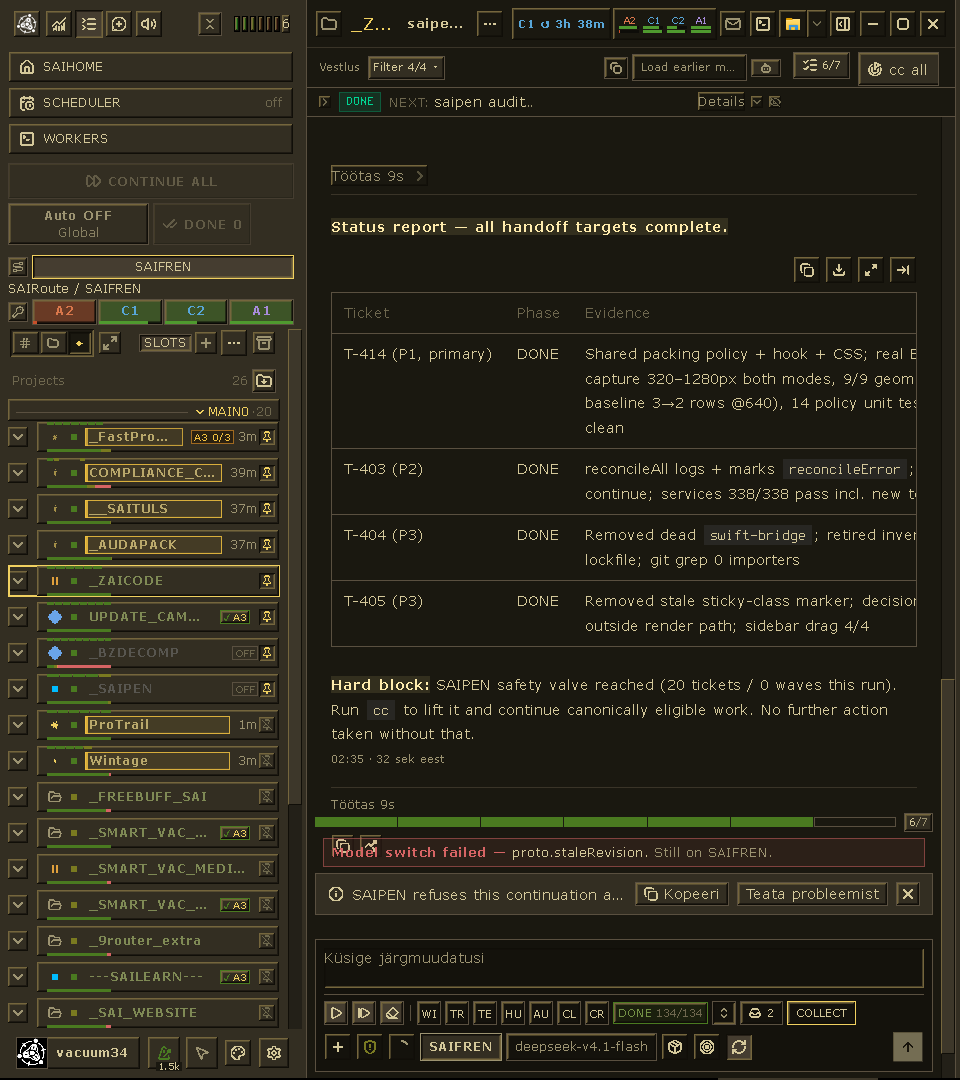 6
SAIHOME
SCHEDULER off
WORKERS
CONTINUE ALL
Auto OFF
Global
DONE 0
SAIFREN
SAIRoute / SAIFREN
A2 C1 C2 A1
# SLOTS + ...
Projects 26
MAIN0 ·20
_FastPro... A3 0/3 3m
COMPLIANCE_C... 39m
__SAITULS 37m
_AUDAPACK 37m
_ZAICODE
UPDATE_CAM... ✓A3
_BZDECOMP OFF
_SAIPEN OFF
ProTrail 1m
Wintage 3m
_FREEBUFF_SAI
_SMART_VAC_... ✓A3
_SMART_VAC_MEDI...
_SMART_VAC_... ✓A3
_9router_extra
---SAILEARN--- ✓A3
_SAI_WEBSITE
vacuum34 1.5k
_Z... saipe... ... C1 ↺ 3h 38m A2 C1 C2 A1
Vestlus Filter 4/4 Load earlier m... 6/7 cc all
DONE NEXT: saipen audit.. Details
Töötas 9s >
Status report — all handoff targets complete.
Ticket Phase Evidence
T-414 (P1, primary) DONE Shared packing policy + hook + CSS; real E
capture 320–1280px both modes, 9/9 geom
baseline 3→2 rows @640), 14 policy unit tes
clean
T-403 (P2) DONE reconcileAll logs + marks reconcileError ;
continue; services 338/338 pass incl. new t
T-404 (P3) DONE Removed dead swift-bridge ; retired inver
lockfile; git grep 0 importers
T-405 (P3) DONE Removed stale sticky-class marker; decision
outside render path; sidebar drag 4/4
Hard block: SAIPEN safety valve reached (20 tickets / 0 waves this run).
Run cc to lift it and continue canonically eligible work. No further action
taken without that.
02:35 · 32 sek eest
Töötas 9s
6/7
Model switch failed — proto.staleRevision. Still on SAIFREN.
SAIPEN refuses this continuation a... Kopeeri Teata probleemist
Küsige järgmuudatusi
WI TR TE HU AU CL CR DONE 134/134 2 COLLECT
+ SAIFREN deepseek-v4.1-flash